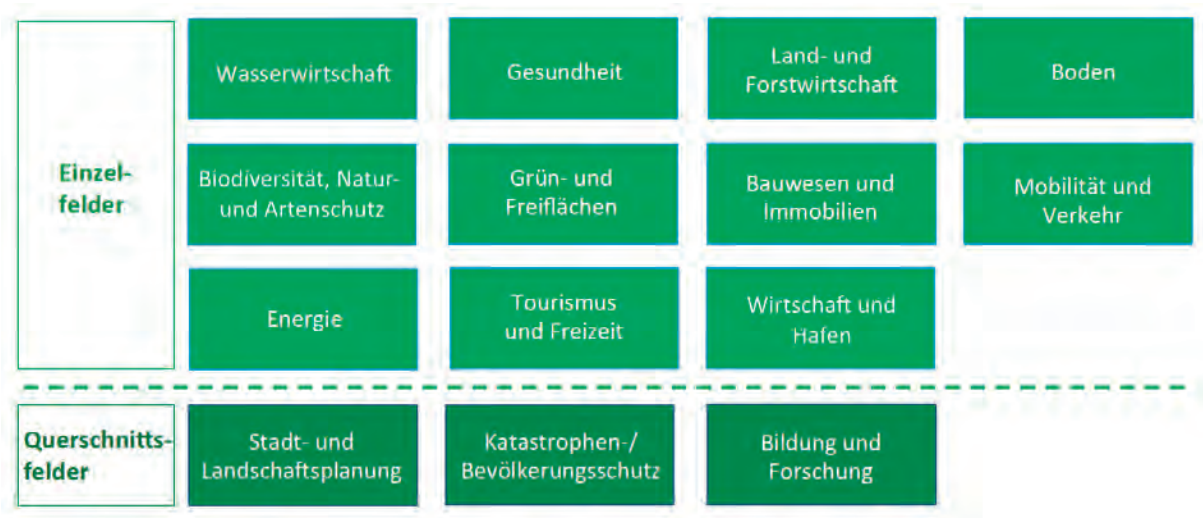 Einzel-
felder
Wasserwirtschaft
Gesundheit
Land- und
Forstwirtschaft
Boden
Biodiversität, Natur-
und Artenschutz
Grün- und
Freiflächen
Bauwesen und
Immobilien
Mobilität und
Verkehr
Energie
Tourismus
und Freizeit
Wirtschaft und
Hafen
Querschnitts-
felder
Stadt- und
Landschaftsplanung
Katastrophen-/
Bevölkerungsschutz
Bildung und
Forschung